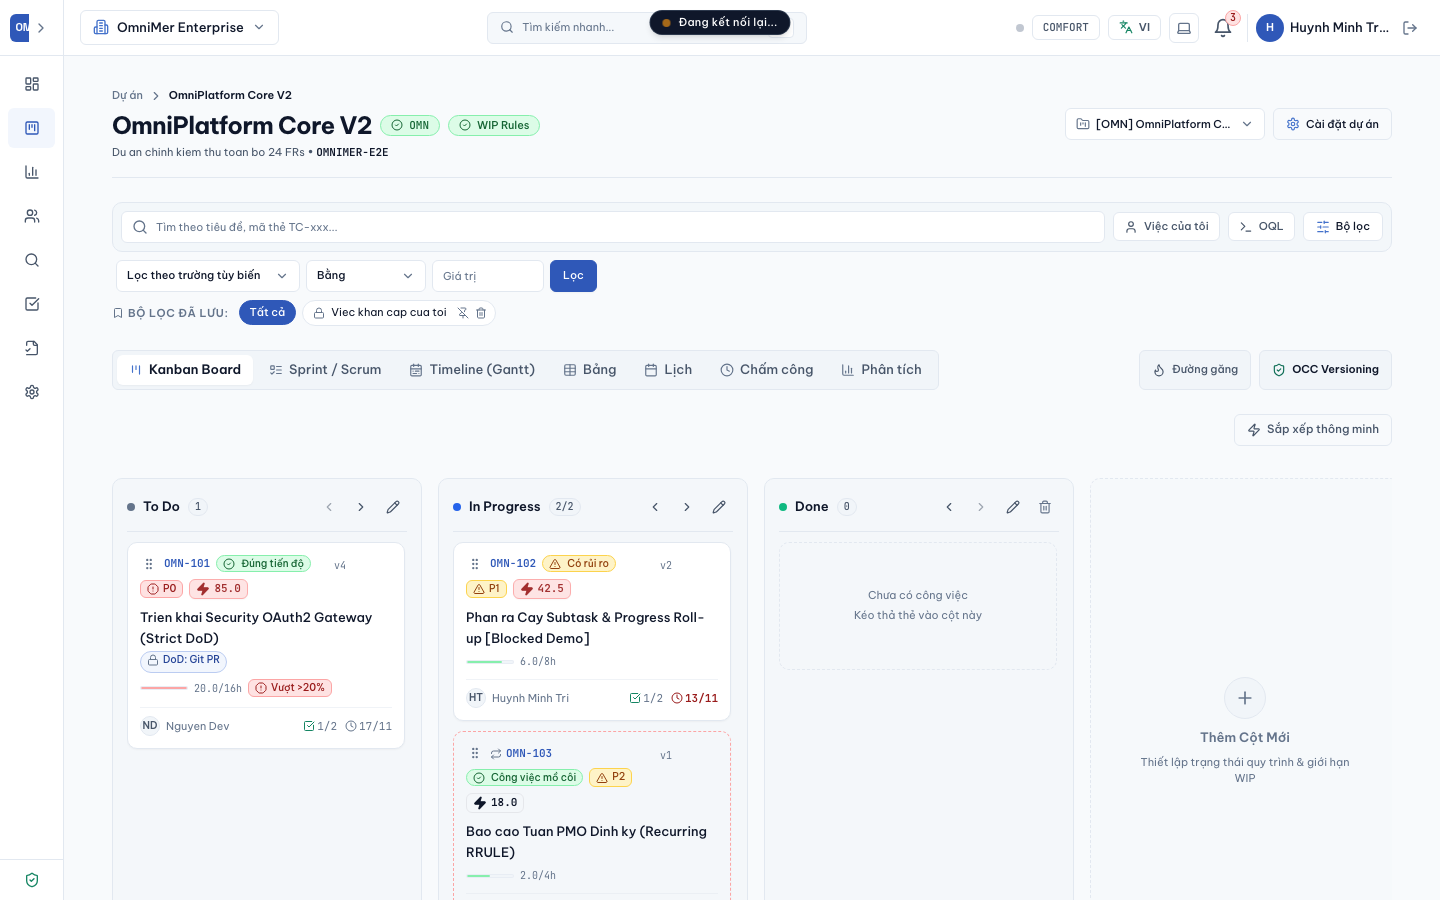 OmniMer Enterprise
Tìm kiếm nhanh...
Đang kết nối lại...
COMFORT
VI
3
H
Huynh Minh Tr...
Dự án
OmniPlatform Core V2
OmniPlatform Core V2
OMN
WIP Rules
[OMN] OmniPlatform C...
Cài đặt dự án
Du an chinh kiem thu toan bo 24 FRs • OMNIMER-E2E
Tìm theo tiêu đề, mã thẻ TC-xxx...
Việc của tôi
OQL
Bộ lọc
Lọc theo trường tùy biến
Bằng
Giá trị
Lọc
BỘ LỌC ĐÃ LƯU:
Tất cả
Viec khan cap cua toi
Kanban Board
Sprint / Scrum
Timeline (Gantt)
Bảng
Lịch
Chấm công
Phân tích
Đường găng
OCC Versioning
Sắp xếp thông minh
To Do
1
OMN-101
Đúng tiến độ
v4
P0
85.0
Trien khai Security OAuth2 Gateway
(Strict DoD)
DoD: Git PR
20.0/16h
Vượt >20%
ND
Nguyen Dev
1/2
17/11
In Progress
2/2
OMN-102
Có rủi ro
v2
P1
42.5
Phan ra Cay Subtask & Progress Roll-
up [Blocked Demo]
6.0/8h
HT
Huynh Minh Tri
1/2
13/11
OMN-103
v1
Công việc mồ côi
P2
18.0
Bao cao Tuan PMO Dinh ky (Recurring
RRULE)
2.0/4h
Done
0
Chưa có công việc
Kéo thả thẻ vào cột này
Thêm Cột Mới
Thiết lập trạng thái quy trình & giới hạn
WIP